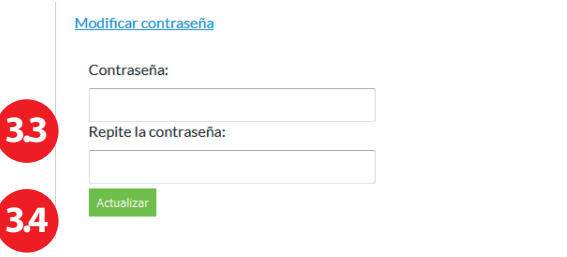 Modificar contraseña
Contraseña:
3.3
Repite la contraseña:
Actualizar
3.4